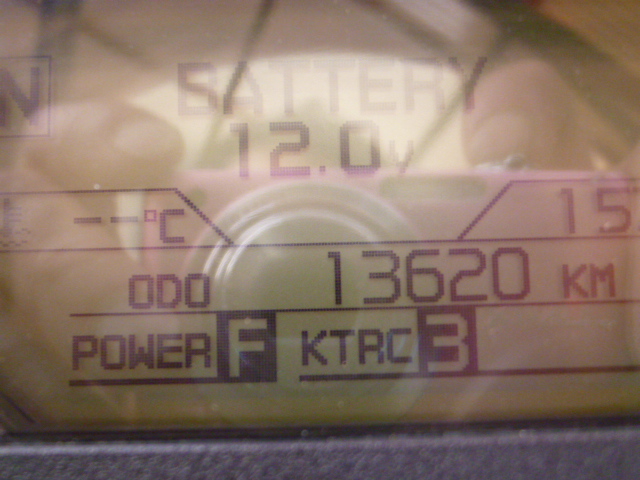 N BATTERY
12.0V
--°C 15
ODO 13620 KM
POWER F KTRC 3